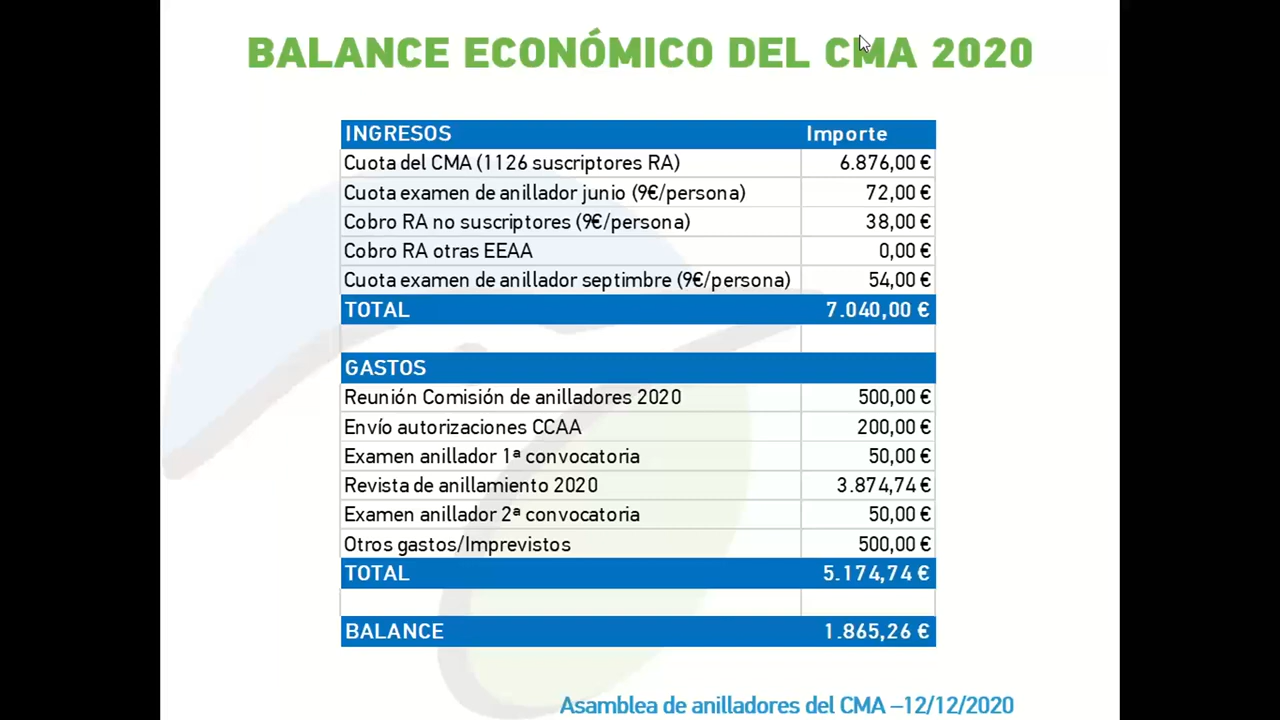 BALANCE ECONÓMICO DEL CMA 2020
INGRESOS Importe
Cuota del CMA (1126 suscriptores RA) 6.876,00 €
Cuota examen de anillador junio (9€/persona) 72,00 €
Cobro RA no suscriptores (9€/persona) 38,00 €
Cobro RA otras EEAA 0,00 €
Cuota examen de anillador septimbre (9€/persona) 54,00 €
TOTAL 7.040,00 €
GASTOS
Reunión Comisión de anilladores 2020 500,00 €
Envío autorizaciones CCAA 200,00 €
Examen anillador 1ª convocatoria 50,00 €
Revista de anillamiento 2020 3.874,74 €
Examen anillador 2ª convocatoria 50,00 €
Otros gastos/Imprevistos 500,00 €
TOTAL 5.174,74 €
BALANCE 1.865,26 €
Asamblea de anilladores del CMA –12/12/2020